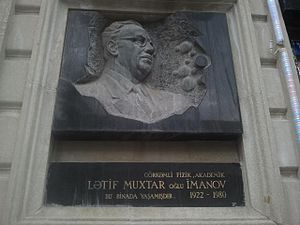 GÖRKƏMLİ FİZİK, AKADEMİK
LƏTİF MUXTAR OĞLU İMANOV
BU BİNADA YAŞAMIŞDIR 1922 - 1980